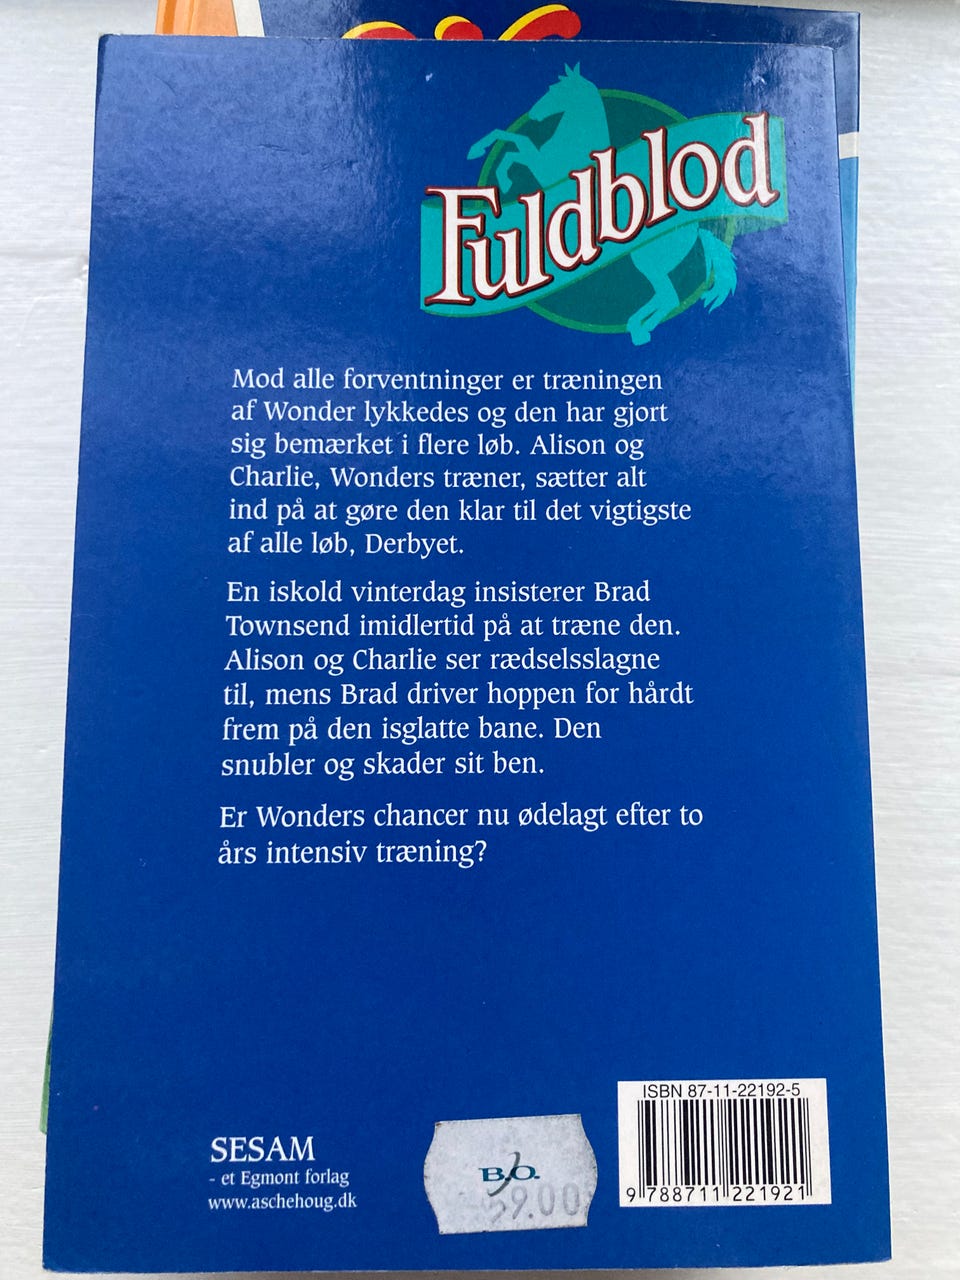 Fuldblod
Mod alle forventninger er træningen
af Wonder lykkedes og den har gjort
sig bemærket i flere løb. Alison og
Charlie, Wonders træner, sætter alt
ind på at gøre den klar til det vigtigste
af alle løb, Derbyet.
En iskold vinterdag insisterer Brad
Townsend imidlertid på at træne den.
Alison og Charlie ser rædselsslagne
til, mens Brad driver hoppen for hårdt
frem på den isglatte bane. Den
snubler og skader sit ben.
Er Wonders chancer nu ødelagt efter to
års intensiv træning?
SESAM
- et Egmont forlag
www.aschehoug.dk
B.O.
ISBN 87-11-22192-5
9 788711 221921